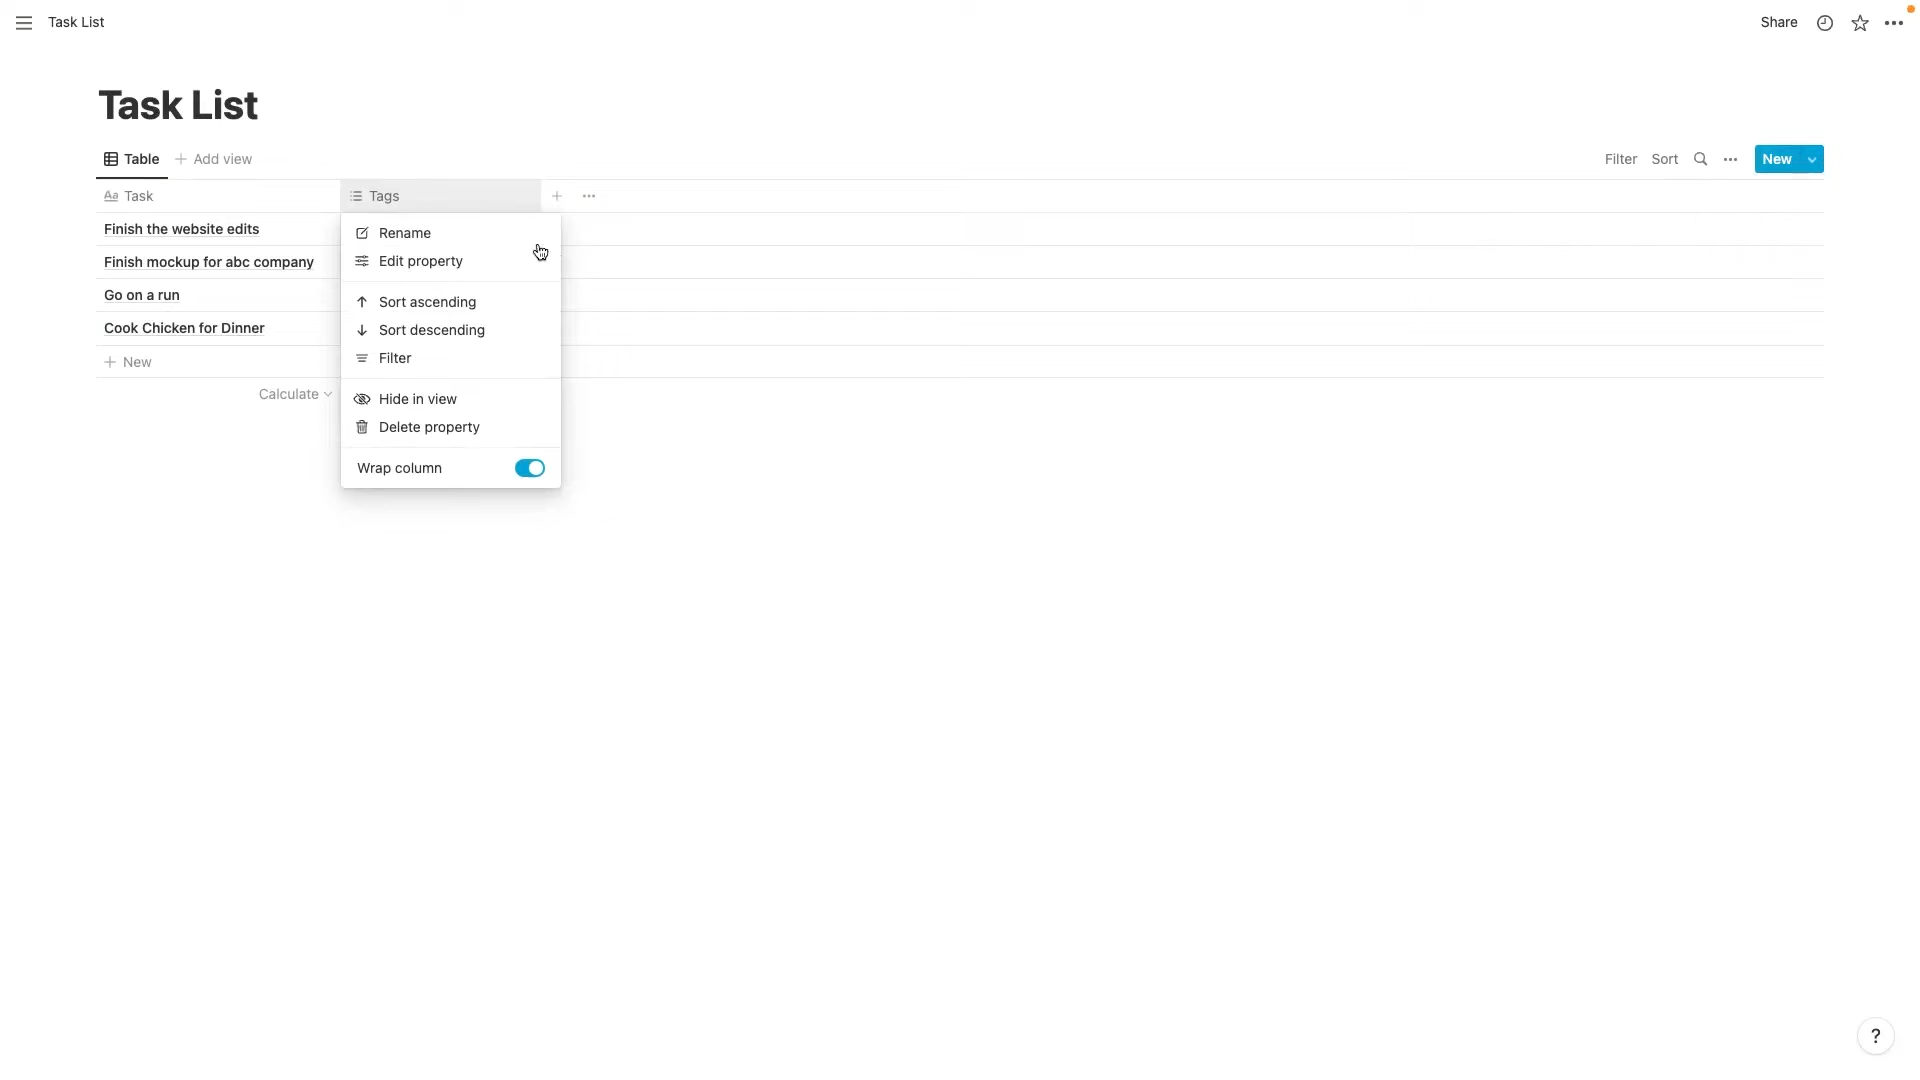 Task List
Share
Task List
Table
Add view
Filter
Sort
New
Aa Task
Tags
Finish the website edits
Finish mockup for abc company
Go on a run
Cook Chicken for Dinner
New
Calculate
Rename
Edit property
Sort ascending
Sort descending
Filter
Hide in view
Delete property
Wrap column
?